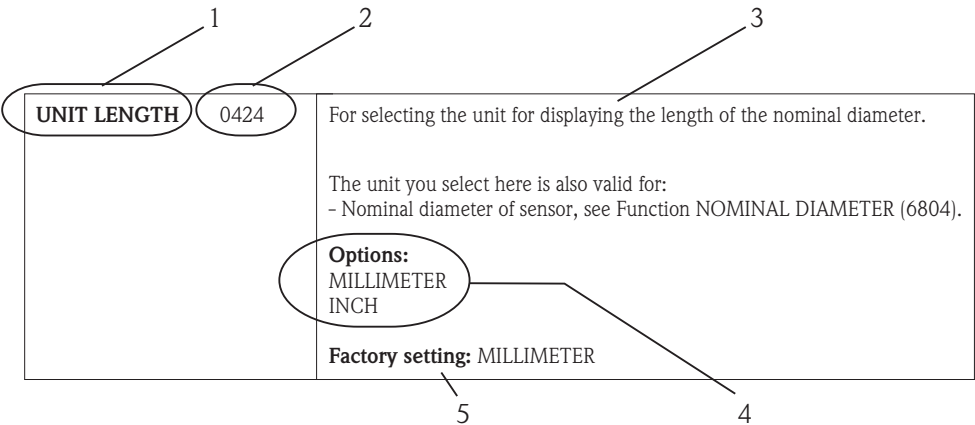 1 2 3
UNIT LENGTH 0424 For selecting the unit for displaying the length of the nominal diameter.
The unit you select here is also valid for:
- Nominal diameter of sensor, see Function NOMINAL DIAMETER (6804).
Options:
MILLIMETER
INCH
Factory setting: MILLIMETER
5 4